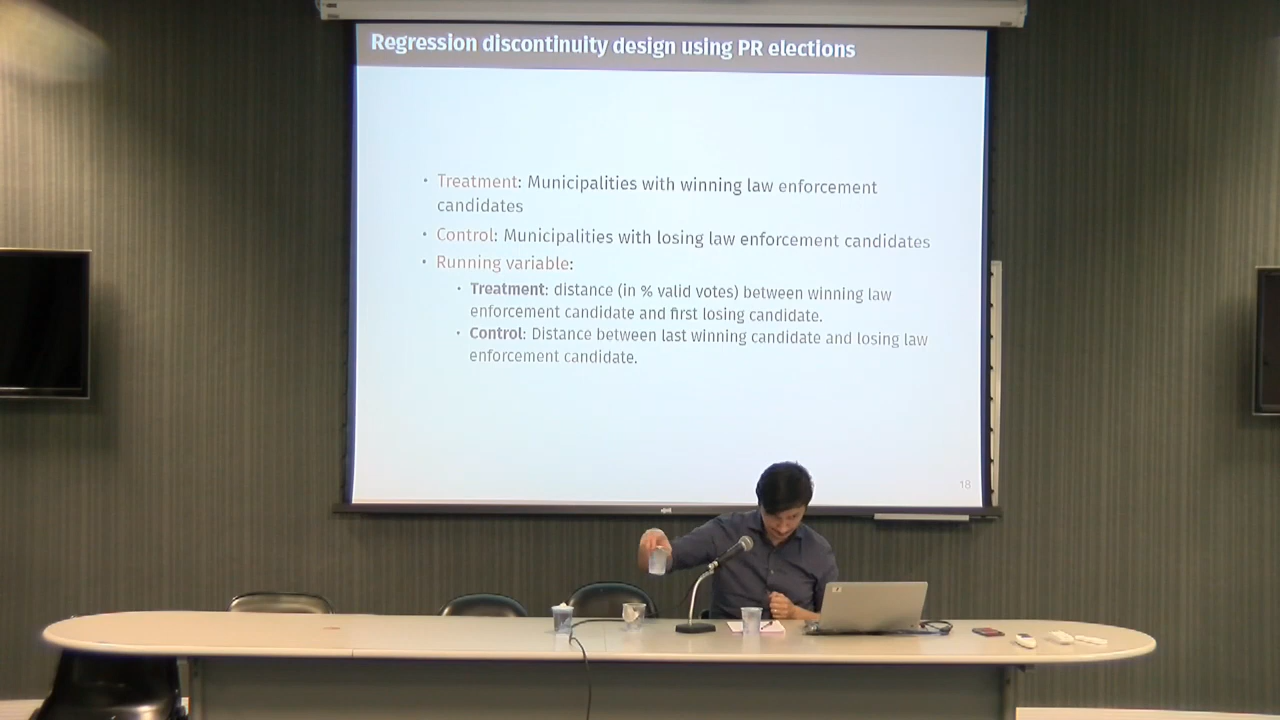 Regression discontinuity design using PR elections
• Treatment: Municipalities with winning law enforcement
candidates
• Control: Municipalities with losing law enforcement candidates
• Running variable:
• Treatment: distance (in % valid votes) between winning law
enforcement candidate and first losing candidate.
• Control: Distance between last winning candidate and losing law
enforcement candidate.
18